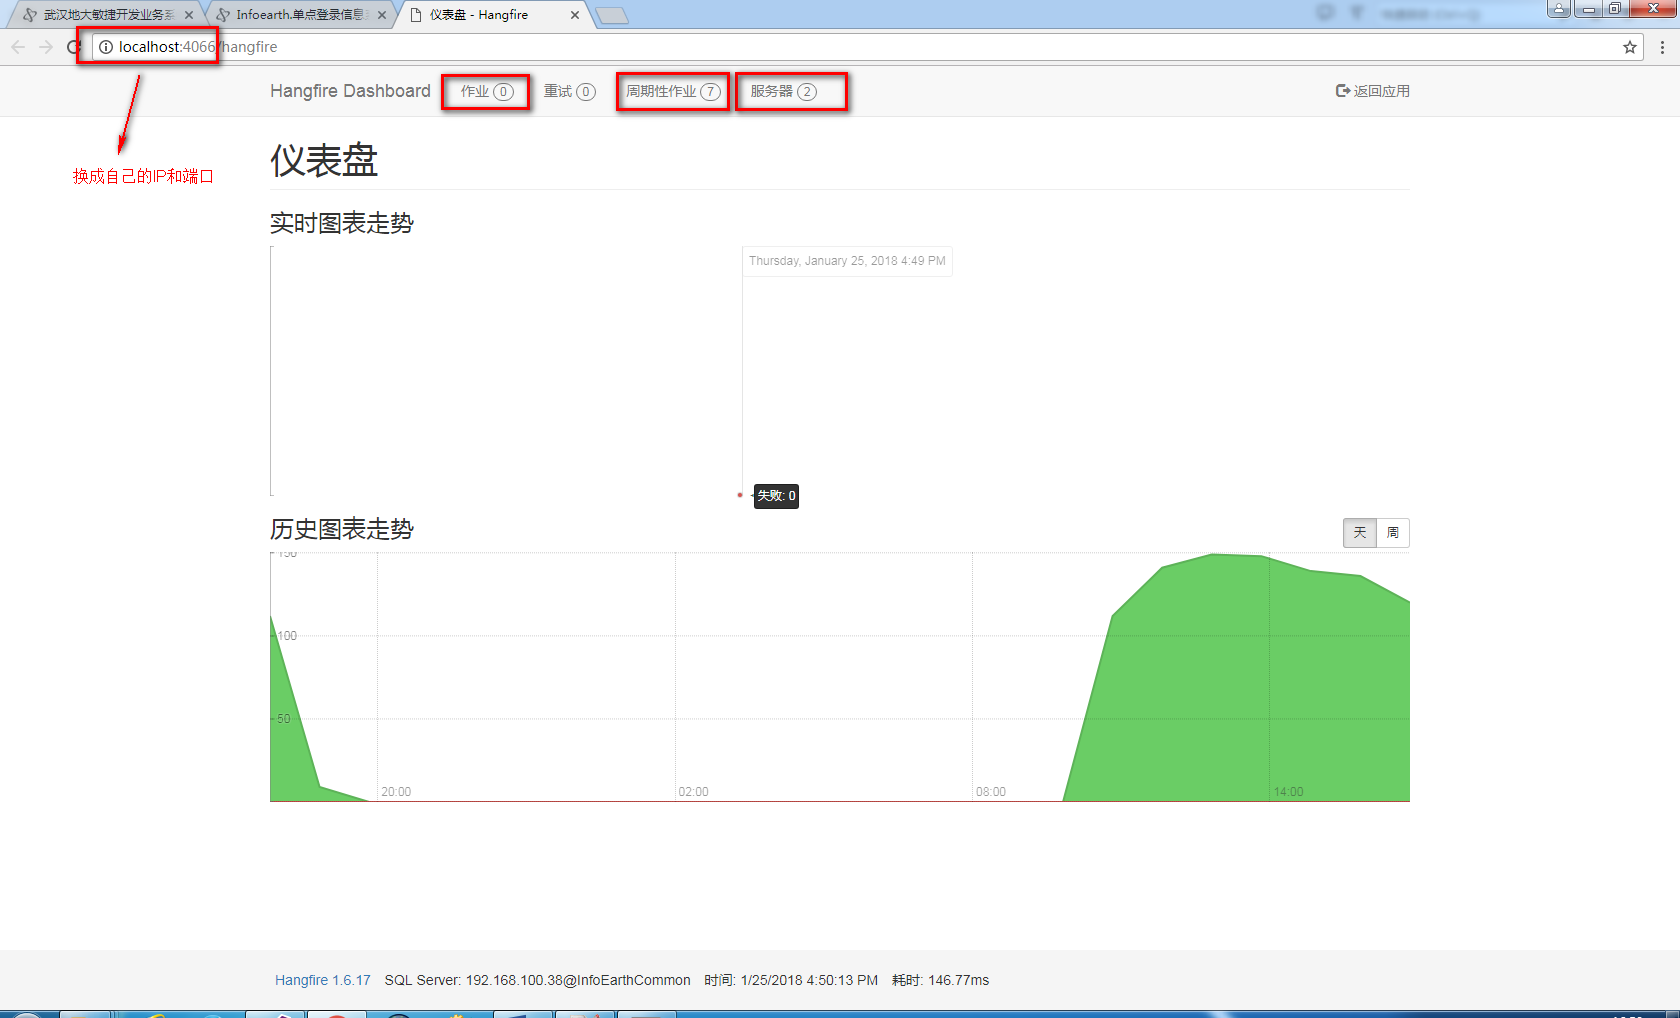 武汉地大敏捷开发业务系
Infoearth.单点登录信息
仪表盘 - Hangfire
localhost:4066/hangfire
Hangfire Dashboard
作业 0
重试 0
周期性作业 7
服务器 2
返回应用
换成自己的IP和端口
仪表盘
实时图表走势
Thursday, January 25, 2018 4:49 PM
失败: 0
历史图表走势
天
周
150
100
50
20:00
02:00
08:00
14:00
Hangfire 1.6.17 SQL Server: 192.168.100.38@InfoEarthCommon 时间: 1/25/2018 4:50:13 PM 耗时: 146.77ms